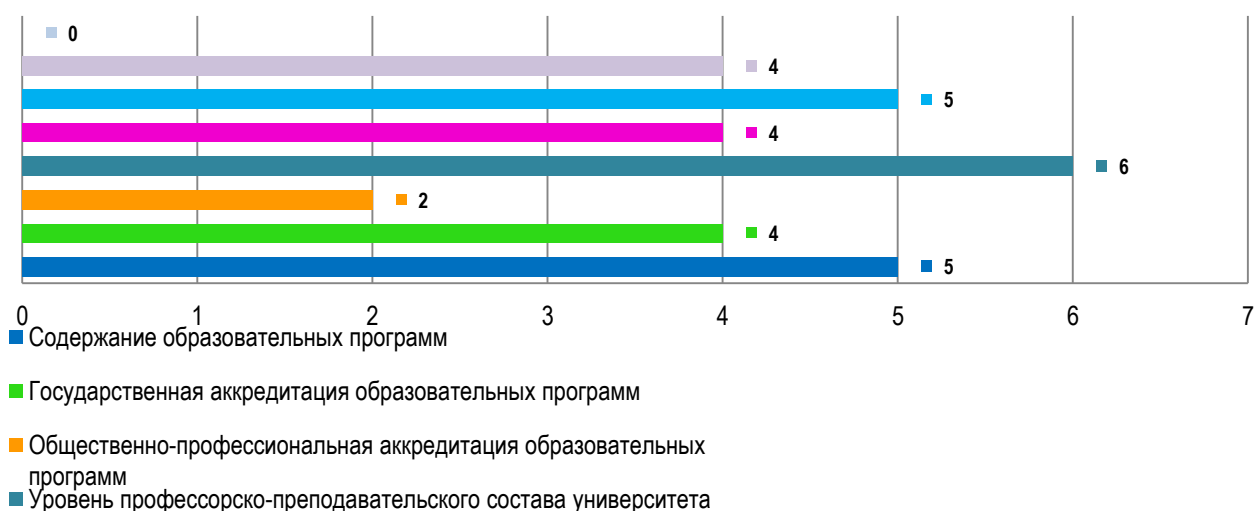 0
4
5
4
6
2
4
5
0 1 2 3 4 5 6 7
Содержание образовательных программ
Государственная аккредитация образовательных программ
Общественно-профессиональная аккредитация образовательных
программ
Уровень профессорско-преподавательского состава университета